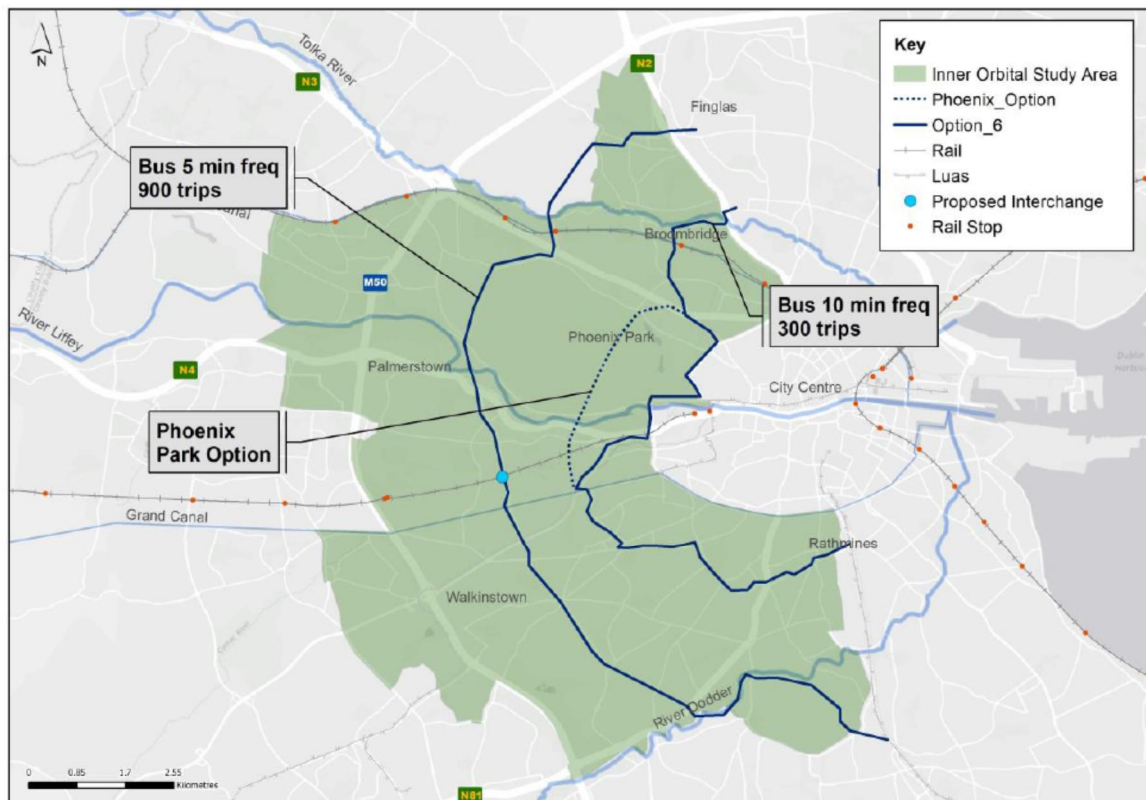 N
Tolka River
N3
N2
Finglas
Key
Inner Orbital Study Area
Phoenix_Option
Option_6
Rail
Luas
Proposed Interchange
Rail Stop
Bus 5 min freq
900 trips
Broombridge
M50
Bus 10 min freq
300 trips
River Liffey
Phoenix Park
N4
Palmerstown
City Centre
Phoenix
Park Option
Grand Canal
Rathmines
Walkinstown
River Dodder
0 0.85 1.7 2.55
Kilometres
N81